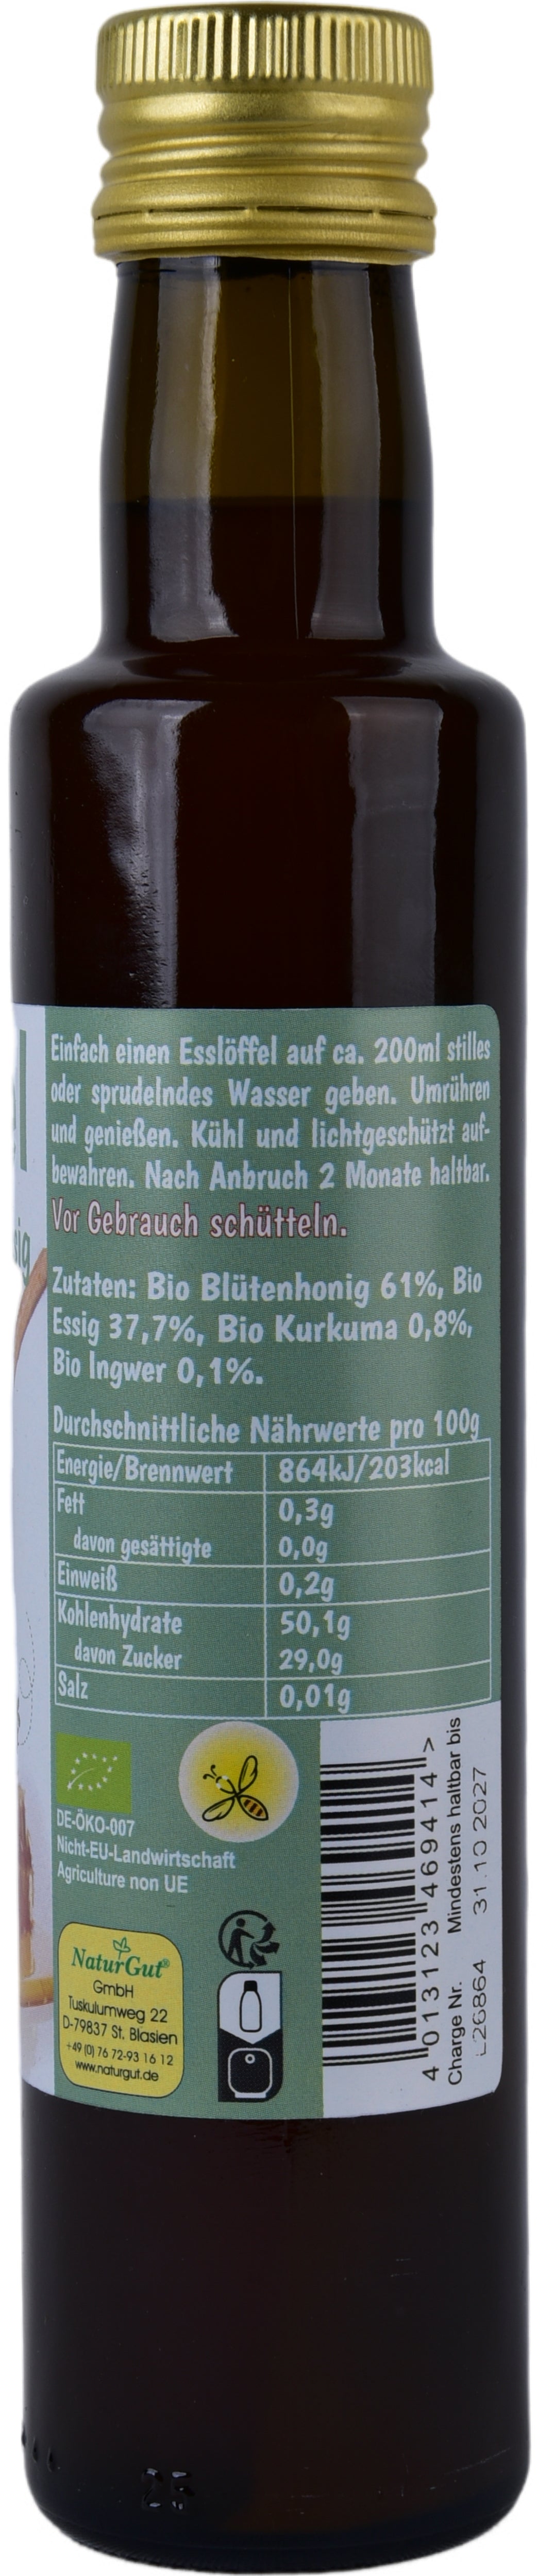 Einfach einen Esslöffel auf ca. 200ml stilles
oder sprudelndes Wasser geben. Umrühren
und genießen. Kühl und lichtgeschützt auf-
bewahren. Nach Anbruch 2 Monate haltbar.
Vor Gebrauch schütteln.
Zutaten: Bio Blütenhonig 61%, Bio
Essig 37,7%, Bio Kurkuma 0,8%,
Bio Ingwer 0,1%.
Durchschnittliche Nährwerte pro 100g
Energie/Brennwert 864kJ/203kcal
Fett 0,3g
davon gesättigte 0,0g
Einweiß 0,2g
Kohlenhydrate 50,1g
davon Zucker 29,0g
Salz 0,01g
DE-ÖKO-007
Nicht-EU-Landwirtschaft
Agriculture non UE
NaturGut®
GmbH
Tuskulumweg 22
D-79837 St. Blasien
+49 (0) 76 72-93 16 12
www.naturgut.de
4 013123 469414 >
Charge Nr. Mindestens haltbar bis
L26864 31.10.2027
25